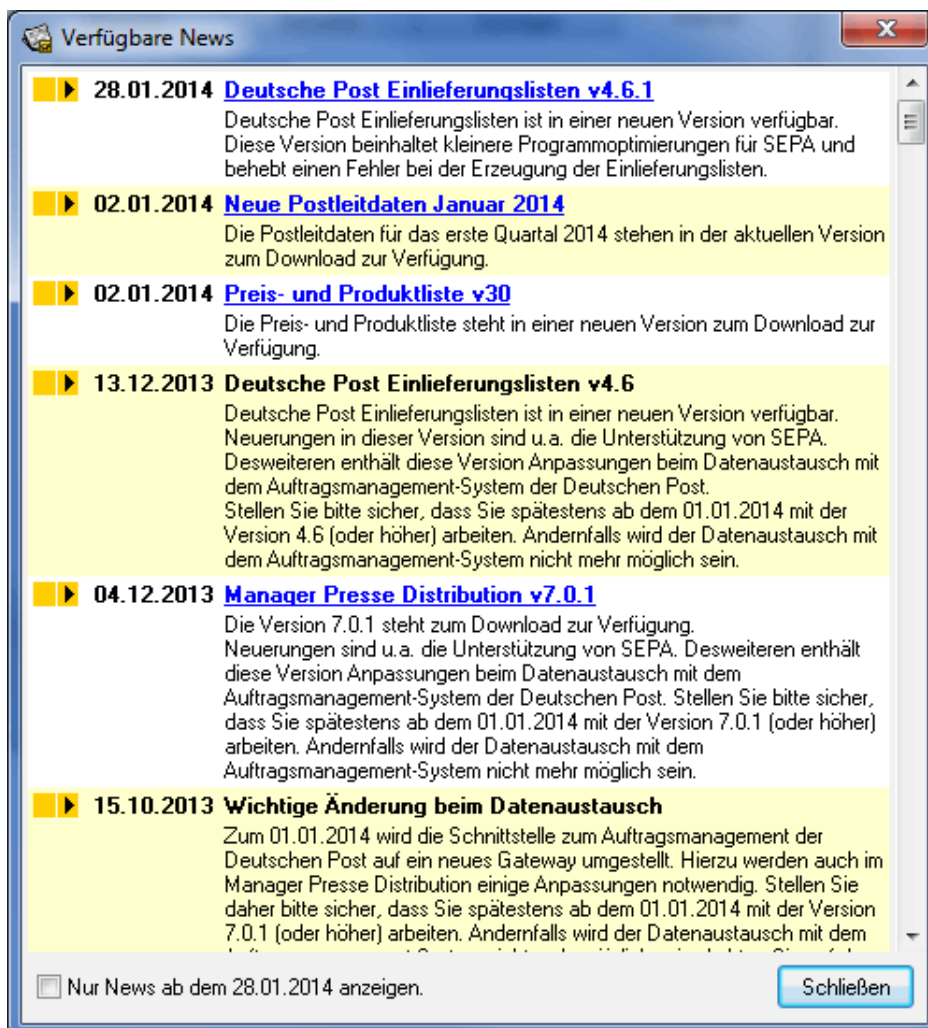 Verfügbare News
28.01.2014 Deutsche Post Einlieferungslisten v4.6.1
Deutsche Post Einlieferungslisten ist in einer neuen Version verfügbar.
Diese Version beinhaltet kleinere Programmoptimierungen für SEPA und
behebt einen Fehler bei der Erzeugung der Einlieferungslisten.
02.01.2014 Neue Postleitdaten Januar 2014
Die Postleitdaten für das erste Quartal 2014 stehen in der aktuellen Version
zum Download zur Verfügung.
02.01.2014 Preis- und Produktliste v30
Die Preis- und Produktliste steht in einer neuen Version zum Download zur
Verfügung.
13.12.2013 Deutsche Post Einlieferungslisten v4.6
Deutsche Post Einlieferungslisten ist in einer neuen Version verfügbar.
Neuerungen in dieser Version sind u.a. die Unterstützung von SEPA.
Desweiteren enthält diese Version Anpassungen beim Datenaustausch mit
dem Auftragsmanagement-System der Deutschen Post.
Stellen Sie bitte sicher, dass Sie spätestens ab dem 01.01.2014 mit der
Version 4.6 (oder höher) arbeiten. Andernfalls wird der Datenaustausch mit
dem Auftragsmanagement-System nicht mehr möglich sein.
04.12.2013 Manager Presse Distribution v7.0.1
Die Version 7.0.1 steht zum Download zur Verfügung.
Neuerungen sind u.a. die Unterstützung von SEPA. Desweiteren enthält
diese Version Anpassungen beim Datenaustausch mit dem
Auftragsmanagement-System der Deutschen Post. Stellen Sie bitte sicher,
dass Sie spätestens ab dem 01.01.2014 mit der Version 7.0.1 (oder höher)
arbeiten. Andernfalls wird der Datenaustausch mit dem
Auftragsmanagement-System nicht mehr möglich sein.
15.10.2013 Wichtige Änderung beim Datenaustausch
Zum 01.01.2014 wird die Schnittstelle zum Auftragsmanagement der
Deutschen Post auf ein neues Gateway umgestellt. Hierzu werden auch im
Manager Presse Distribution einige Anpassungen notwendig. Stellen Sie
daher bitte sicher, dass Sie spätestens ab dem 01.01.2014 mit der Version
7.0.1 (oder höher) arbeiten. Andernfalls wird der Datenaustausch mit dem
Nur News ab dem 28.01.2014 anzeigen.
Schließen